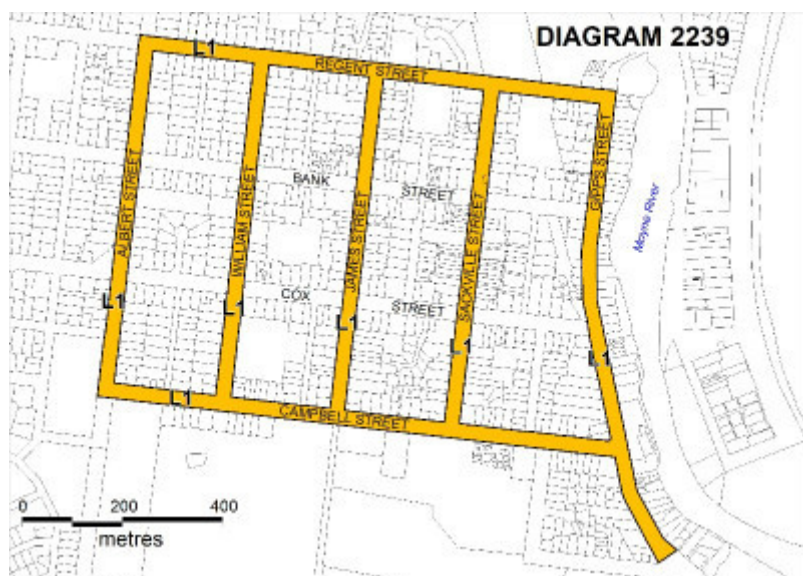 DIAGRAM 2239
L1
REGENT STREET
ALBERT STREET
WILLIAM STREET
JAMES STREET
SACKVILLE STREET
GIPPS STREET
Moyne River
BANK
STREET
COX
STREET
L1
L1
L1
L1
L1
L1
CAMPBELL STREET
0
200
400
metres